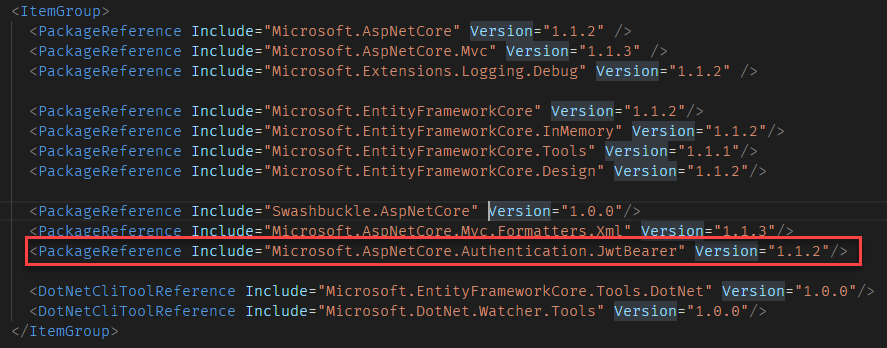 <ItemGroup>
<PackageReference Include="Microsoft.AspNetCore" Version="1.1.2" />
<PackageReference Include="Microsoft.AspNetCore.Mvc" Version="1.1.3" />
<PackageReference Include="Microsoft.Extensions.Logging.Debug" Version="1.1.2" />
<PackageReference Include="Microsoft.EntityFrameworkCore" Version="1.1.2"/>
<PackageReference Include="Microsoft.EntityFrameworkCore.InMemory" Version="1.1.2"/>
<PackageReference Include="Microsoft.EntityFrameworkCore.Tools" Version="1.1.1"/>
<PackageReference Include="Microsoft.EntityFrameworkCore.Design" Version="1.1.2"/>
<PackageReference Include="Swashbuckle.AspNetCore" Version="1.0.0"/>
<PackageReference Include="Microsoft.AspNetCore.Mvc.Formatters.Xml" Version="1.1.3"/>
<PackageReference Include="Microsoft.AspNetCore.Authentication.JwtBearer" Version="1.1.2"/>
<DotNetCliToolReference Include="Microsoft.EntityFrameworkCore.Tools.DotNet" Version="1.0.0"/>
<DotNetCliToolReference Include="Microsoft.DotNet.Watcher.Tools" Version="1.0.0"/>
</ItemGroup>